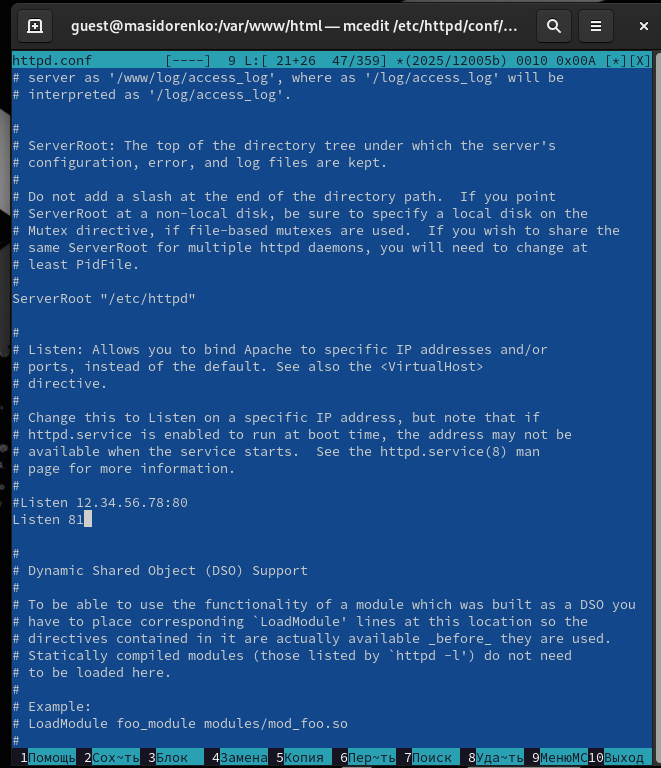 guest@masidorenko:/var/www/html — mcedit /etc/httpd/conf/...
httpd.conf [----] 9 L:[ 21+26 47/359] *(2025/12005b) 0010 0x00A [*][X]
# server as '/www/log/access_log', where as '/log/access_log' will be
# interpreted as '/log/access_log'.
#
# ServerRoot: The top of the directory tree under which the server's
# configuration, error, and log files are kept.
#
# Do not add a slash at the end of the directory path.  If you point
# ServerRoot at a non-local disk, be sure to specify a local disk on the
# Mutex directive, if file-based mutexes are used.  If you wish to share the
# same ServerRoot for multiple httpd daemons, you will need to change at
# least PidFile.
#
ServerRoot "/etc/httpd"
#
# Listen: Allows you to bind Apache to specific IP addresses and/or
# ports, instead of the default. See also the <VirtualHost>
# directive.
#
# Change this to Listen on a specific IP address, but note that if
# httpd.service is enabled to run at boot time, the address may not be
# available when the service starts.  See the httpd.service(8) man
# page for more information.
#
#Listen 12.34.56.78:80
Listen 81
#
# Dynamic Shared Object (DSO) Support
#
# To be able to use the functionality of a module which was built as a DSO you
# have to place corresponding `LoadModule' lines at this location so the
# directives contained in it are actually available _before_ they are used.
# Statically compiled modules (those listed by `httpd -l') do not need
# to be loaded here.
#
# Example:
# LoadModule foo_module modules/mod_foo.so
#
1Помощь 2Сох~ть 3Блок 4Замена 5Копия 6Пер~ть 7Поиск 8Уда~ть 9МенюMC 10Выход